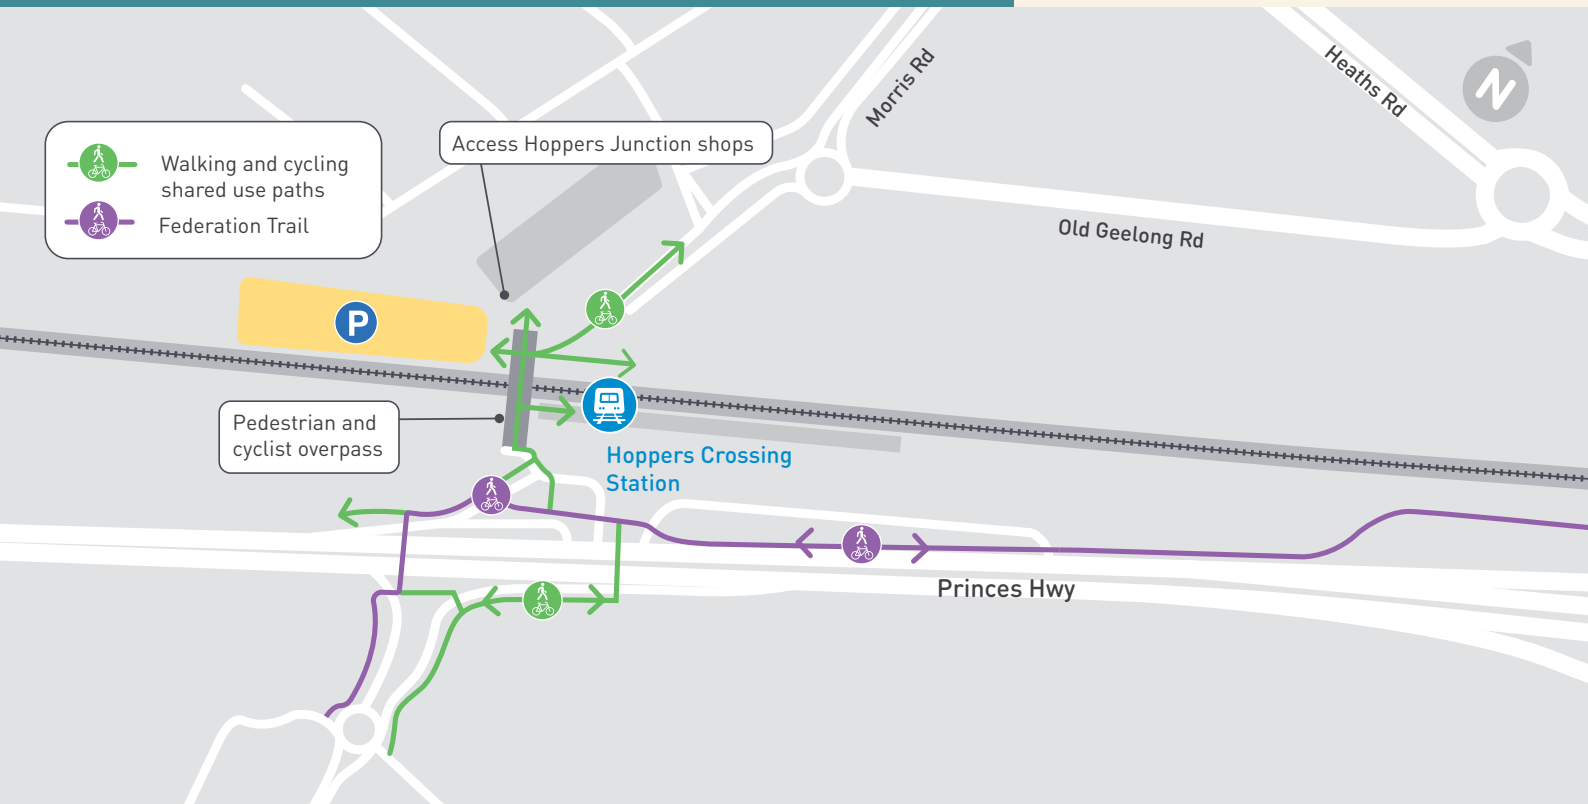 Morris Rd
Heaths Rd
N
Access Hoppers Junction shops
Walking and cycling
shared use paths
Federation Trail
Old Geelong Rd
P
Pedestrian and
cyclist overpass
Hoppers Crossing
Station
Princes Hwy